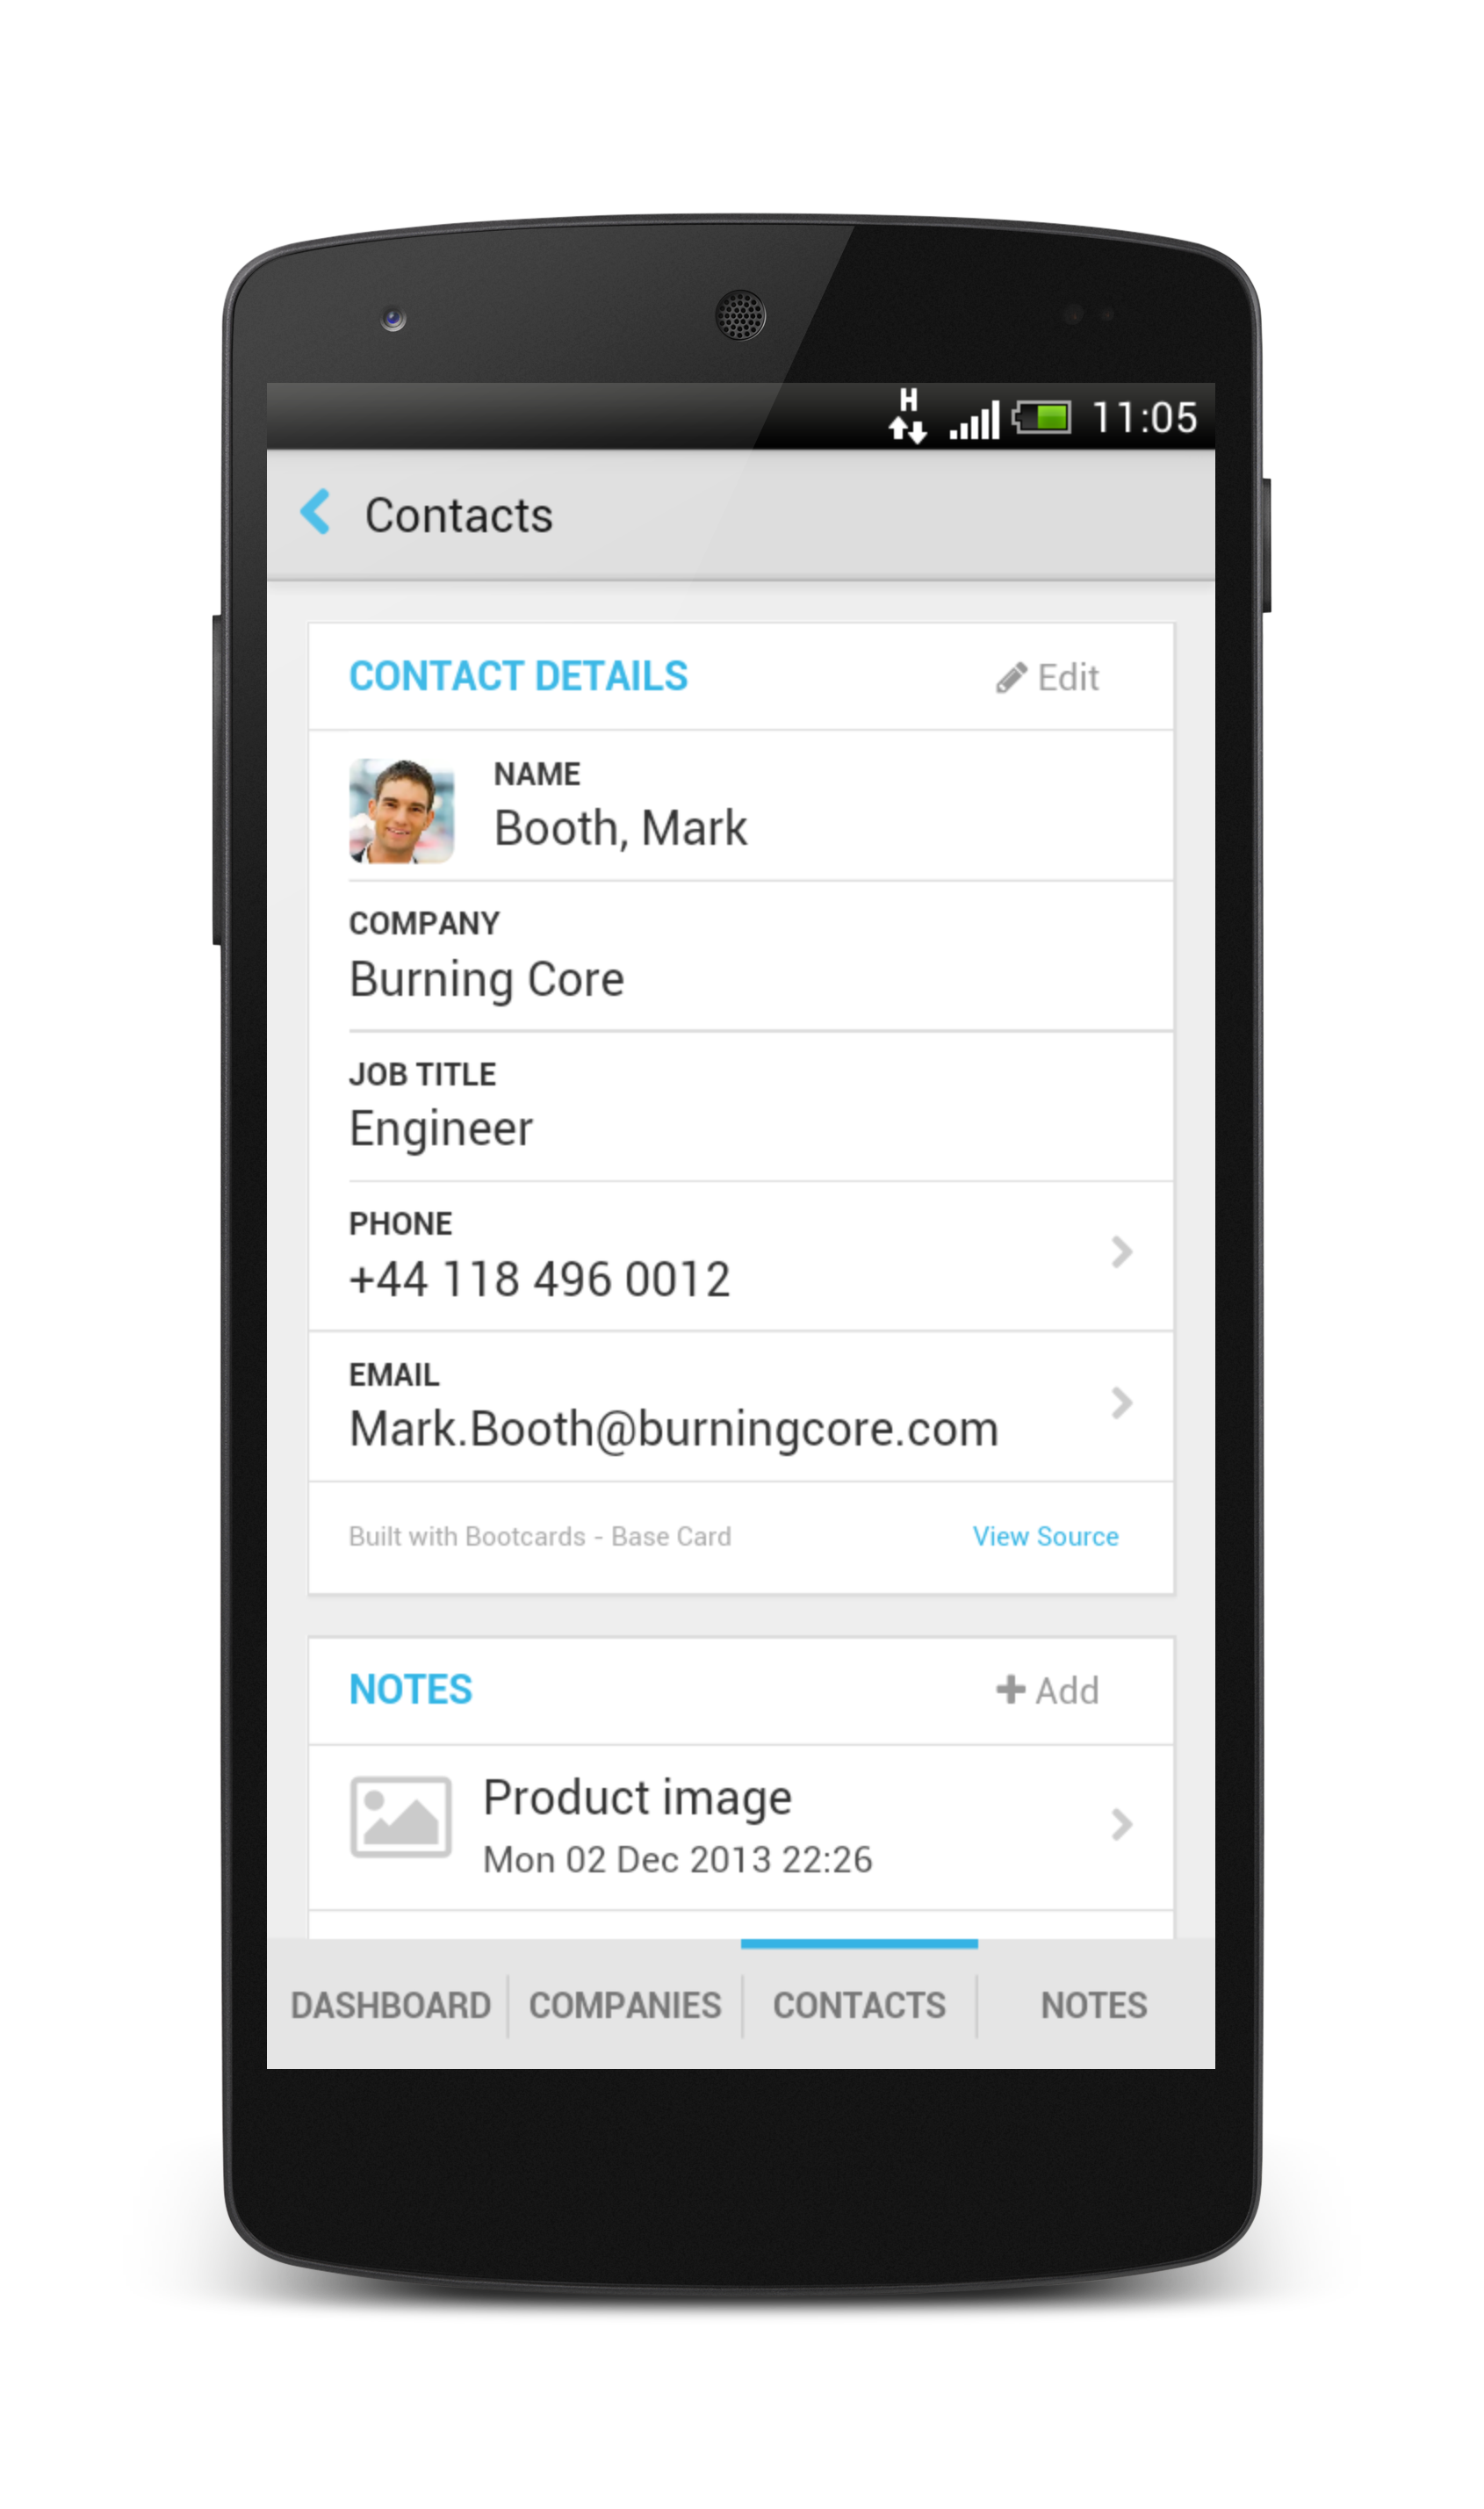 H
11:05
Contacts
CONTACT DETAILS
Edit
NAME
Booth, Mark
COMPANY
Burning Core
JOB TITLE
Engineer
PHONE
+44 118 496 0012
EMAIL
Mark.Booth@burningcore.com
Built with Bootcards - Base Card
View Source
NOTES
Add
Product image
Mon 02 Dec 2013 22:26
DASHBOARD
COMPANIES
CONTACTS
NOTES